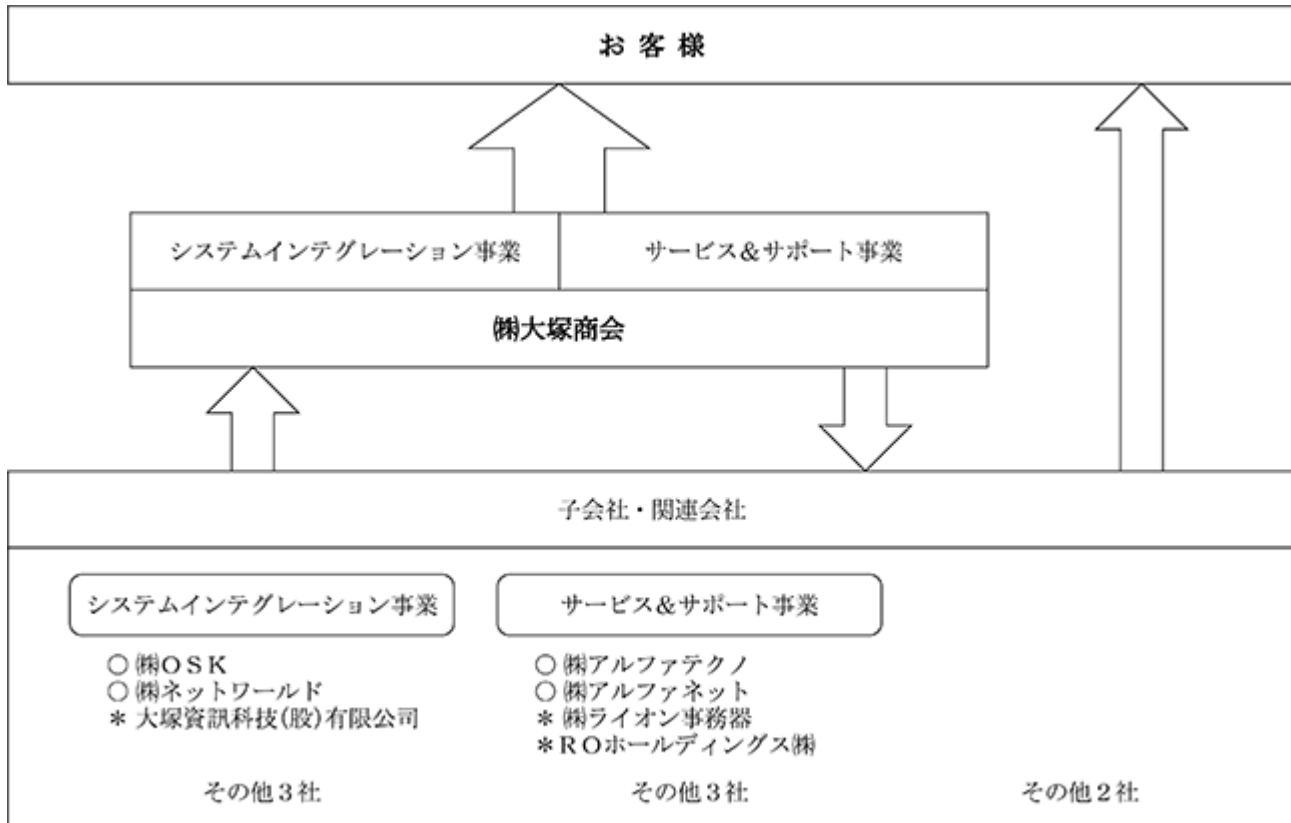 お 客 様
システムインテグレーション事業
サービス&サポート事業
㈱大塚商会
子会社・関連会社
システムインテグレーション事業
○ ㈱OSK
○ ㈱ネットワールド
* 大塚資訊科技(股)有限公司
その他3社
サービス&サポート事業
○ ㈱アルファテクノ
○ ㈱アルファネット
* ㈱ライオン事務器
*ROホールディングス㈱
その他3社
その他2社